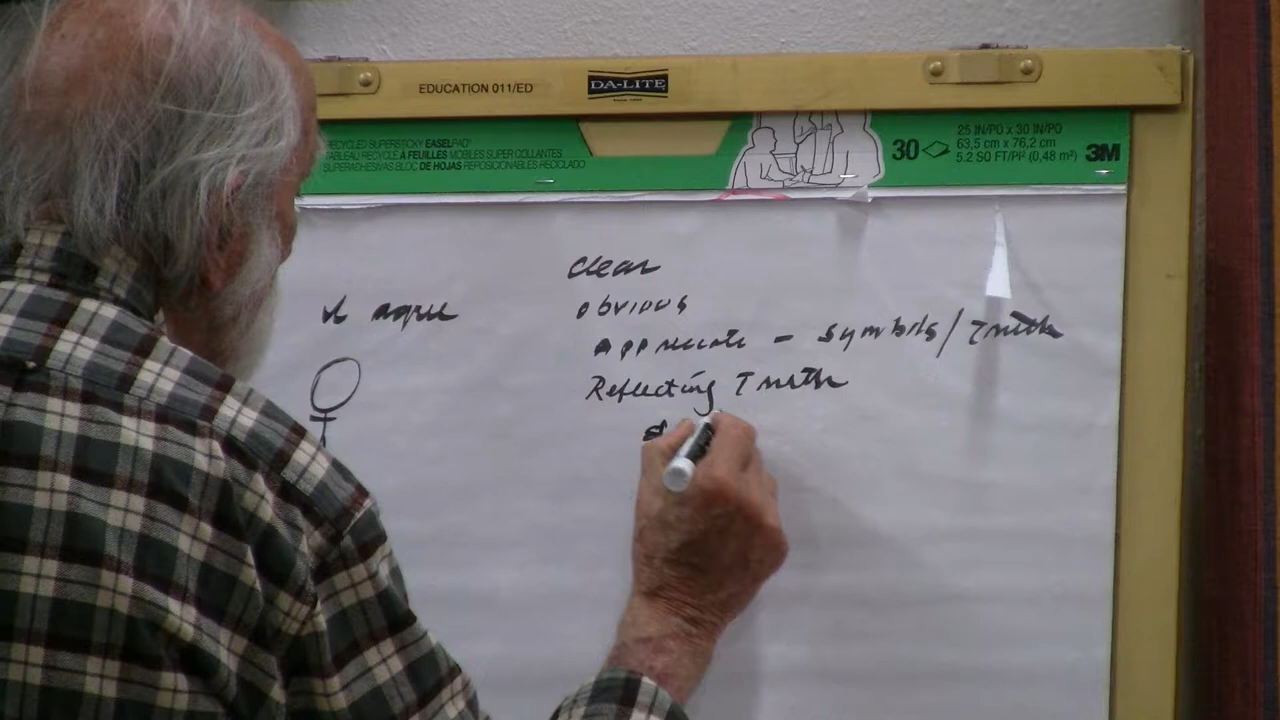 EDUCATION 011/ED
DA-LITE
RECYCLED SUPERSTICKY EASELPAD
TABLEAU RECYCLÉ À FEUILLES MOBILES SUPER COLLANTES
SUPERADHESIVAS BLOC DE HOJAS REPOSICIONABLES RECICLADO
30
25 IN/PO x 30 IN/PO
63,5 cm x 76,2 cm
5.2 SQ FT/PI² (0,48 m²)
3M
clear
I agree
obvious
appreciate - symbols/Truth
Reflecting Truth